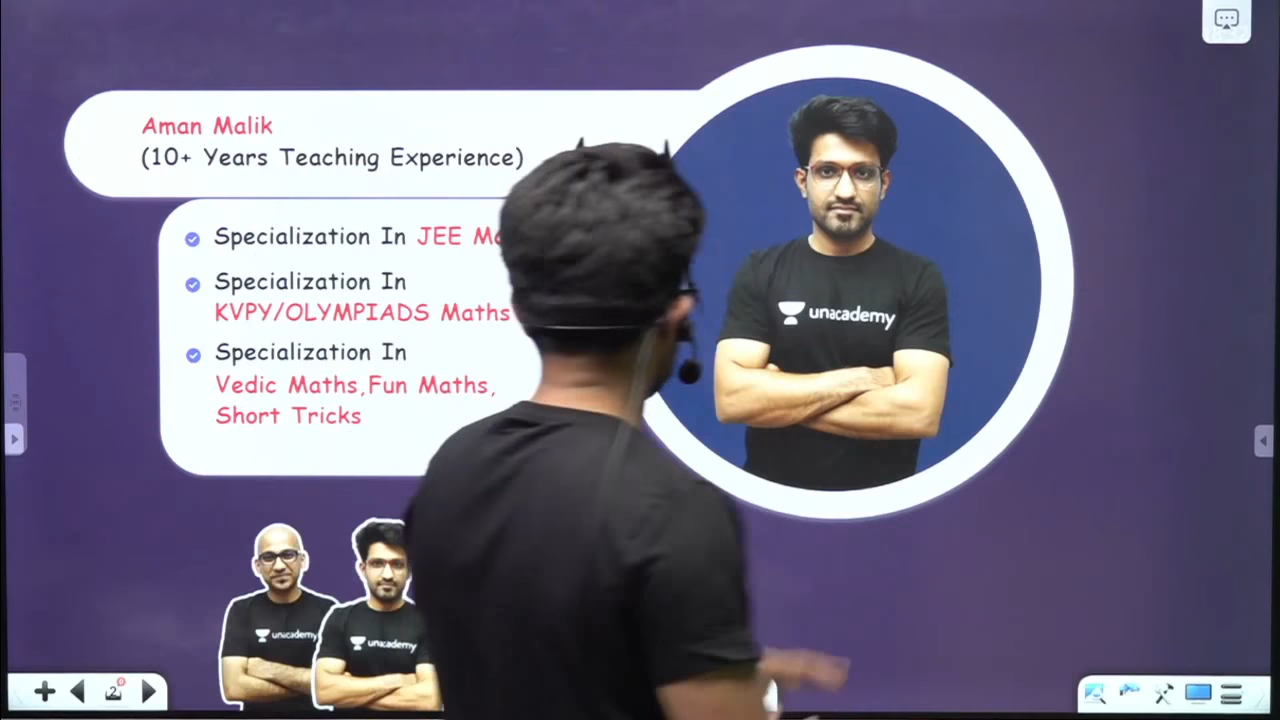 Aman Malik
(10+ Years Teaching Experience)
Specialization In JEE
Specialization In
KVPY/OLYMPIADS Maths
Specialization In
Vedic Maths,Fun Maths,
Short Tricks
unacademy
unacademy
unacademy
2